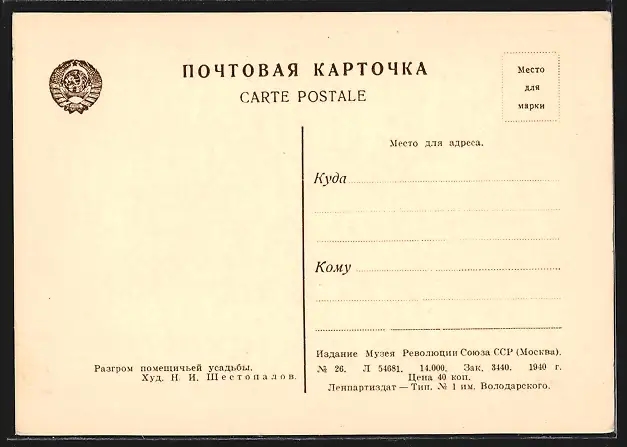 ПОЧТОВАЯ КАРТОЧКА
CARTE POSTALE
Место
для
марки
Место для адреса.
Куда
Кому
Разгром помещичьей усадьбы.
Худ. Н. И. Шестопалов.
Издание Музея Революции Союза ССР (Москва).
№ 26. Л 54681. 14.000. Зак. 3440. 1940 г.
Цена 40 коп.
Ленпартиздат — Тип. № 1 им. Володарского.